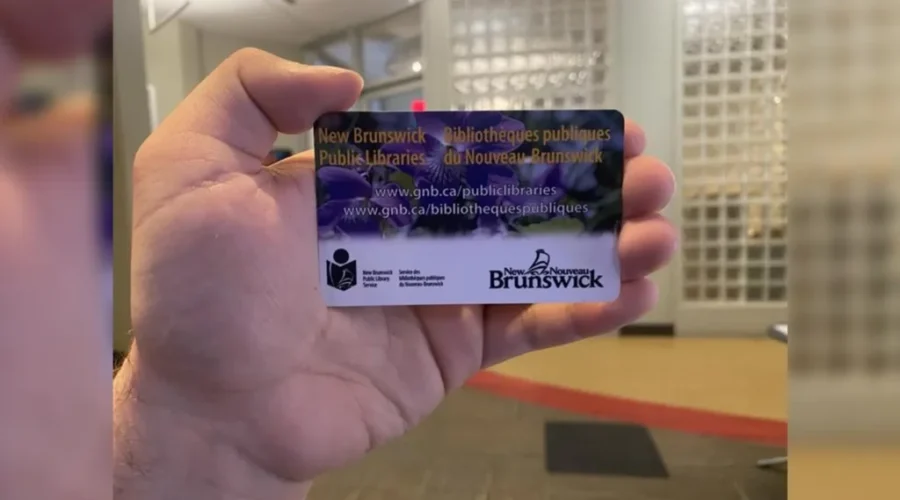 New Brunswick
Public Libraries
Bibliothèques publiques
du Nouveau-Brunswick
www.gnb.ca/publiclibraries
www.gnb.ca/bibliothequespubliques
New Brunswick
Public Library
Service
Service des
bibliothèques publiques
du Nouveau-Brunswick
New Nouveau
Brunswick